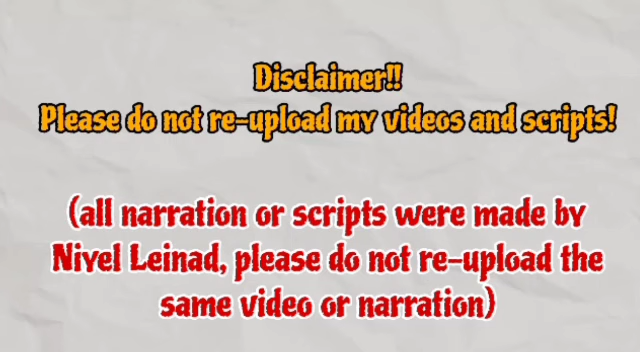 Disclaimer!!
Please do not re-upload my videos and scripts!
(all narration or scripts were made by
Nivel Leinad, please do not re-upload the
same video or narration)